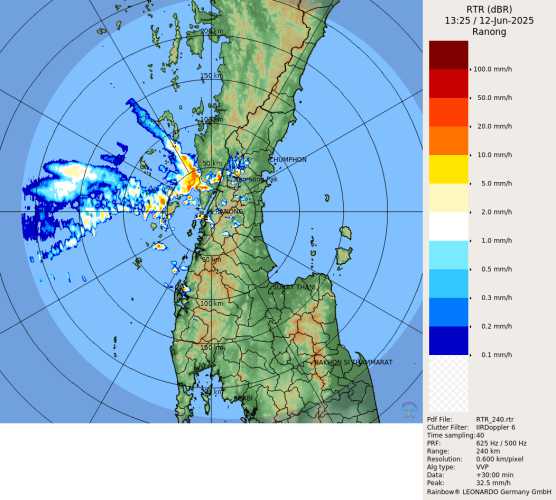 RTR (dBR)
13:25 / 12-Jun-2025
Ranong
100.0 mm/h
50.0 mm/h
20.0 mm/h
10.0 mm/h
5.0 mm/h
2.0 mm/h
1.0 mm/h
0.5 mm/h
0.3 mm/h
0.2 mm/h
0.1 mm/h
Pdf File: RTR_240.rtr
Clutter Filter: IIRDoppler 6
Time sampling:40
PRF: 625 Hz / 500 Hz
Range: 240 km
Resolution: 0.600 km/pixel
Alg type: VVP
Data: +30:00 min
Peak: 32.5 mm/h
Rainbow® LEONARDO Germany GmbH
200 km
150 km
100 km
50 km
CHUMPHON
RANONG
50 km
100 km
150 km
NAKHON SI THAMMARAT